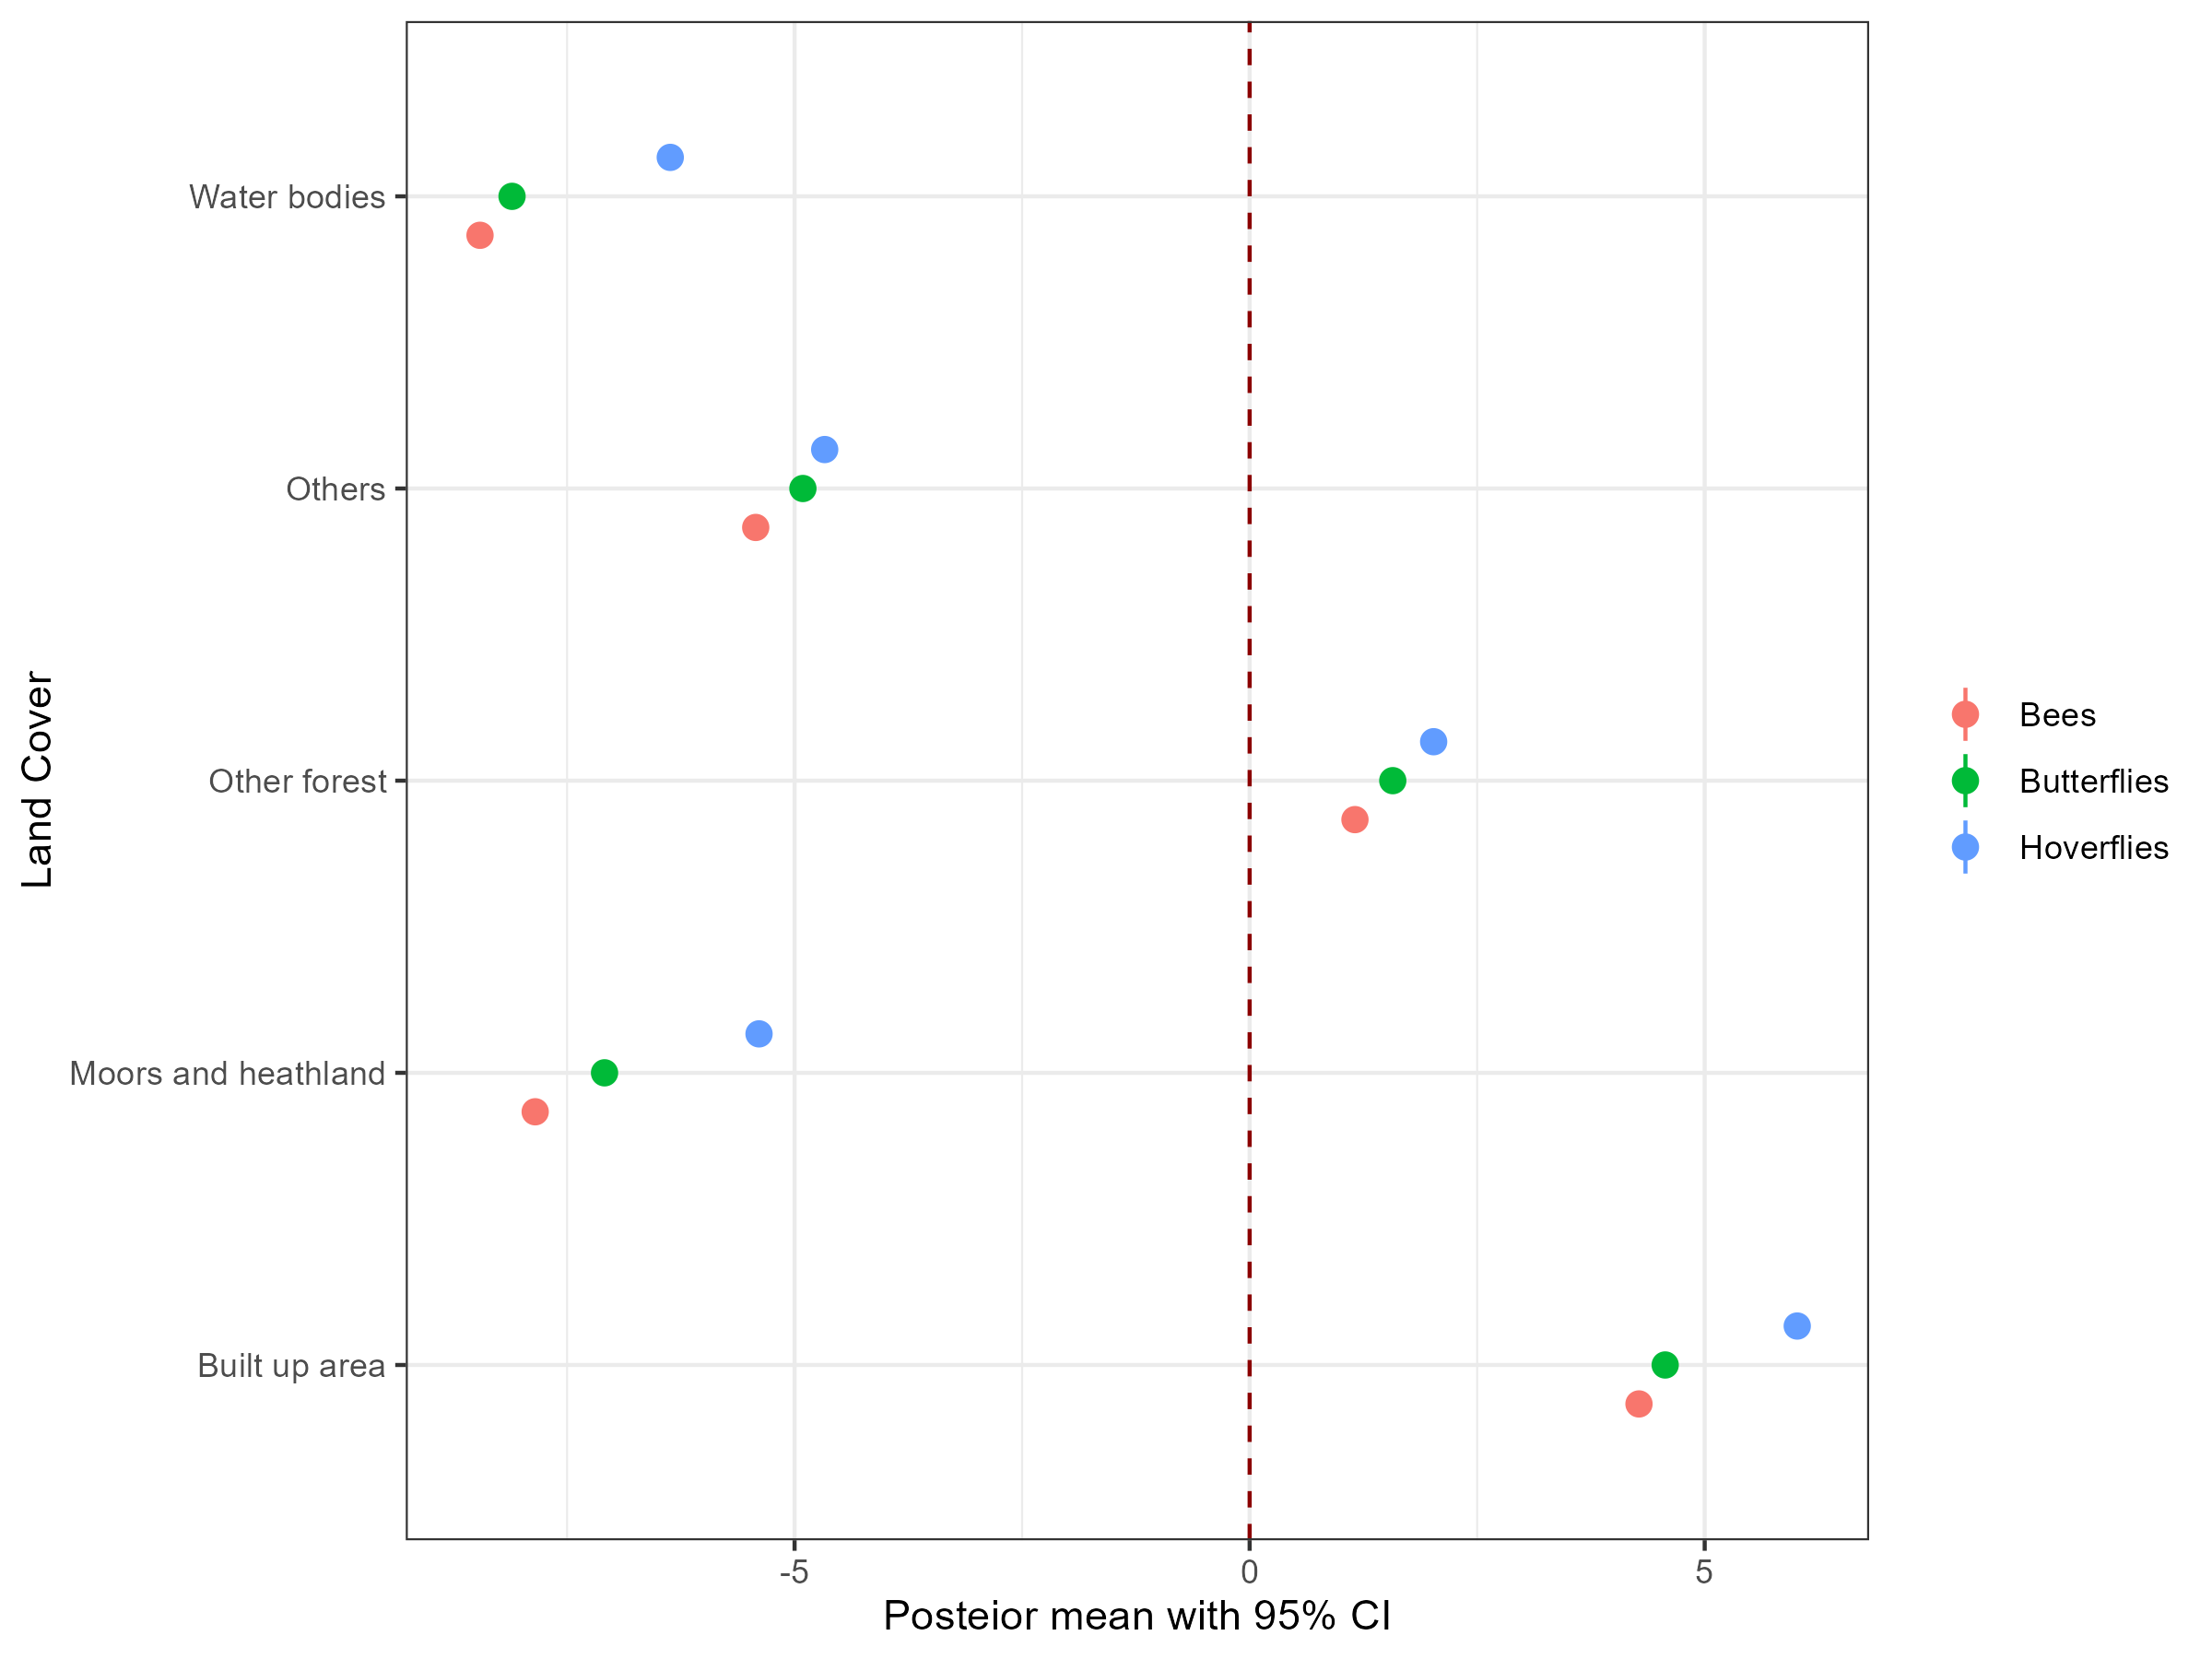 Water bodies
Others
Other forest
Moors and heathland
Built up area
Land Cover
-5
0
5
Posteior mean with 95% CI
Bees
Butterflies
Hoverflies